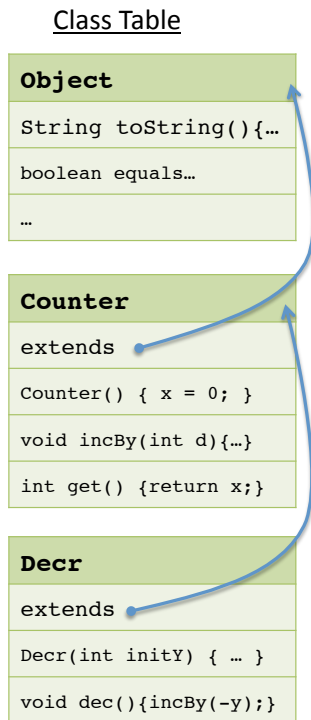 Class Table
Object
String toString(){…
boolean equals…
…
Counter
extends
Counter() { x = 0; }
void incBy(int d){…}
int get() {return x;}
Decr
extends
Decr(int initY) { … }
void dec(){incBy(-y);}